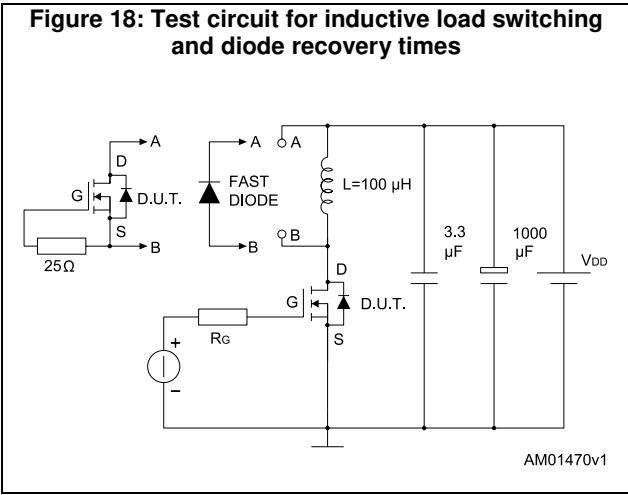 Figure 18: Test circuit for inductive load switching
and diode recovery times
A
D
G
D.U.T.
S
B
25Ω
A
FAST
DIODE
B
A
L=100 µH
B
D
G
D.U.T.
S
RG
+
−
3.3
µF
1000
µF
VDD
AM01470v1